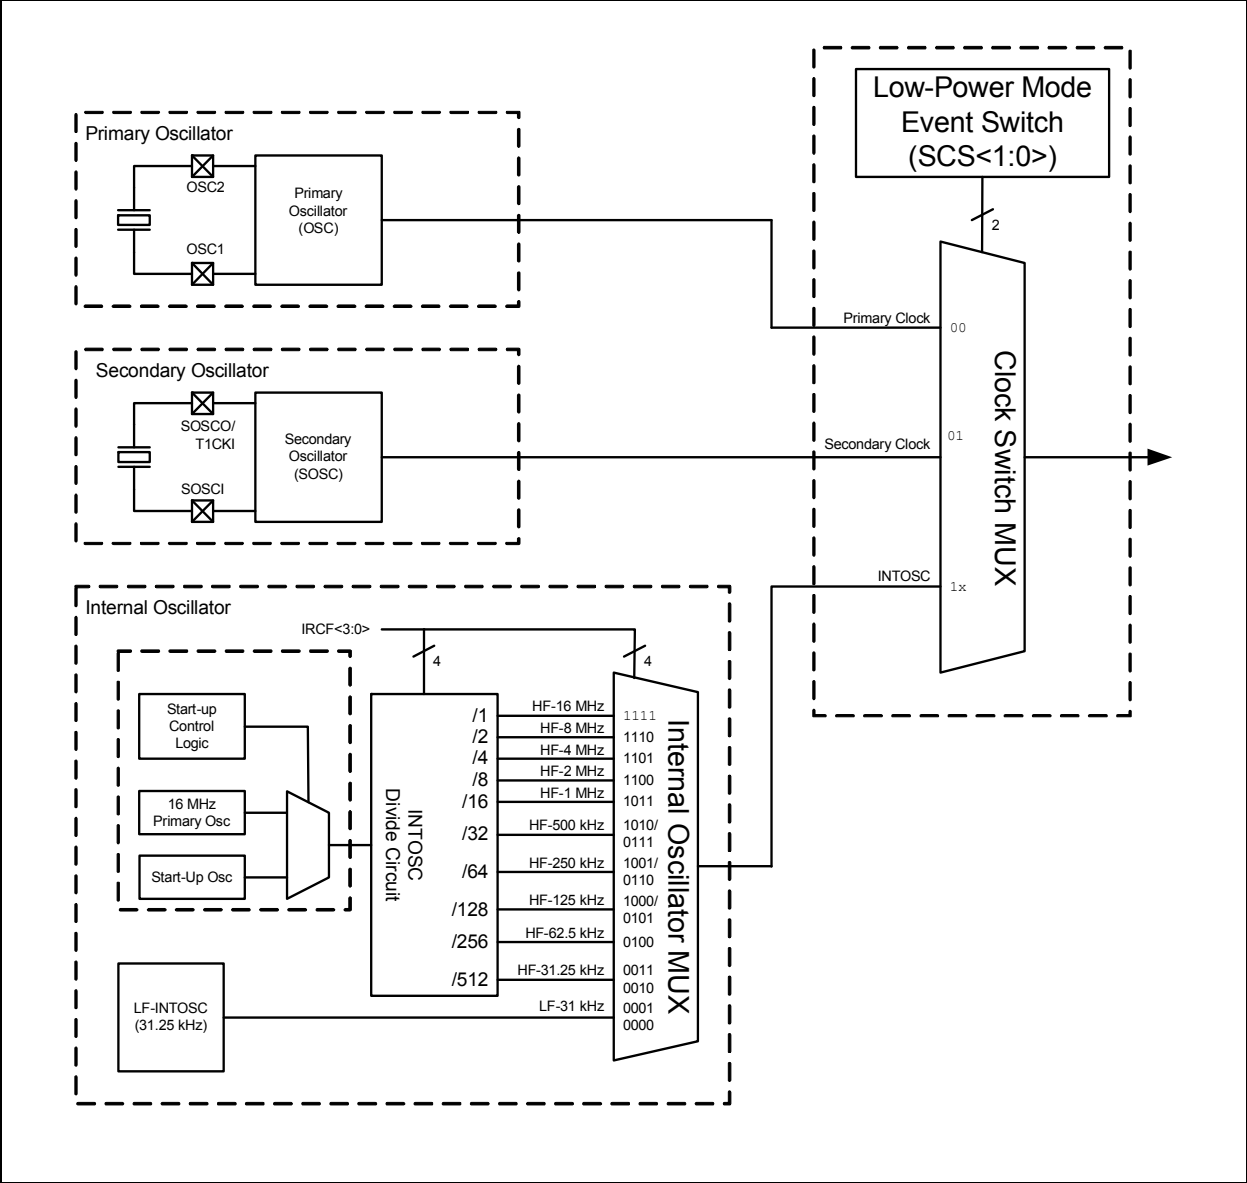 Low-Power Mode
Event Switch
(SCS<1:0>)
2
Primary Oscillator
OSC2
OSC1
Primary
Oscillator
(OSC)
Primary Clock
00
Secondary Oscillator
SOSCO/
T1CKI
SOSCI
Secondary
Oscillator
(SOSC)
Secondary Clock
01
Clock Switch MUX
INTOSC
1x
Internal Oscillator
IRCF<3:0>
4
4
Start-up
Control
Logic
16 MHz
Primary Osc
Start-Up Osc
LF-INTOSC
(31.25 kHz)
INTOSC
Divide Circuit
/1
/2
/4
/8
/16
/32
/64
/128
/256
/512
HF-16 MHz
HF-8 MHz
HF-4 MHz
HF-2 MHz
HF-1 MHz
HF-500 kHz
HF-250 kHz
HF-125 kHz
HF-62.5 kHz
HF-31.25 kHz
LF-31 kHz
1111
1110
1101
1100
1011
1010/
0111
1001/
0110
1000/
0101
0100
0011
0010
0001
0000
Internal Oscillator MUX